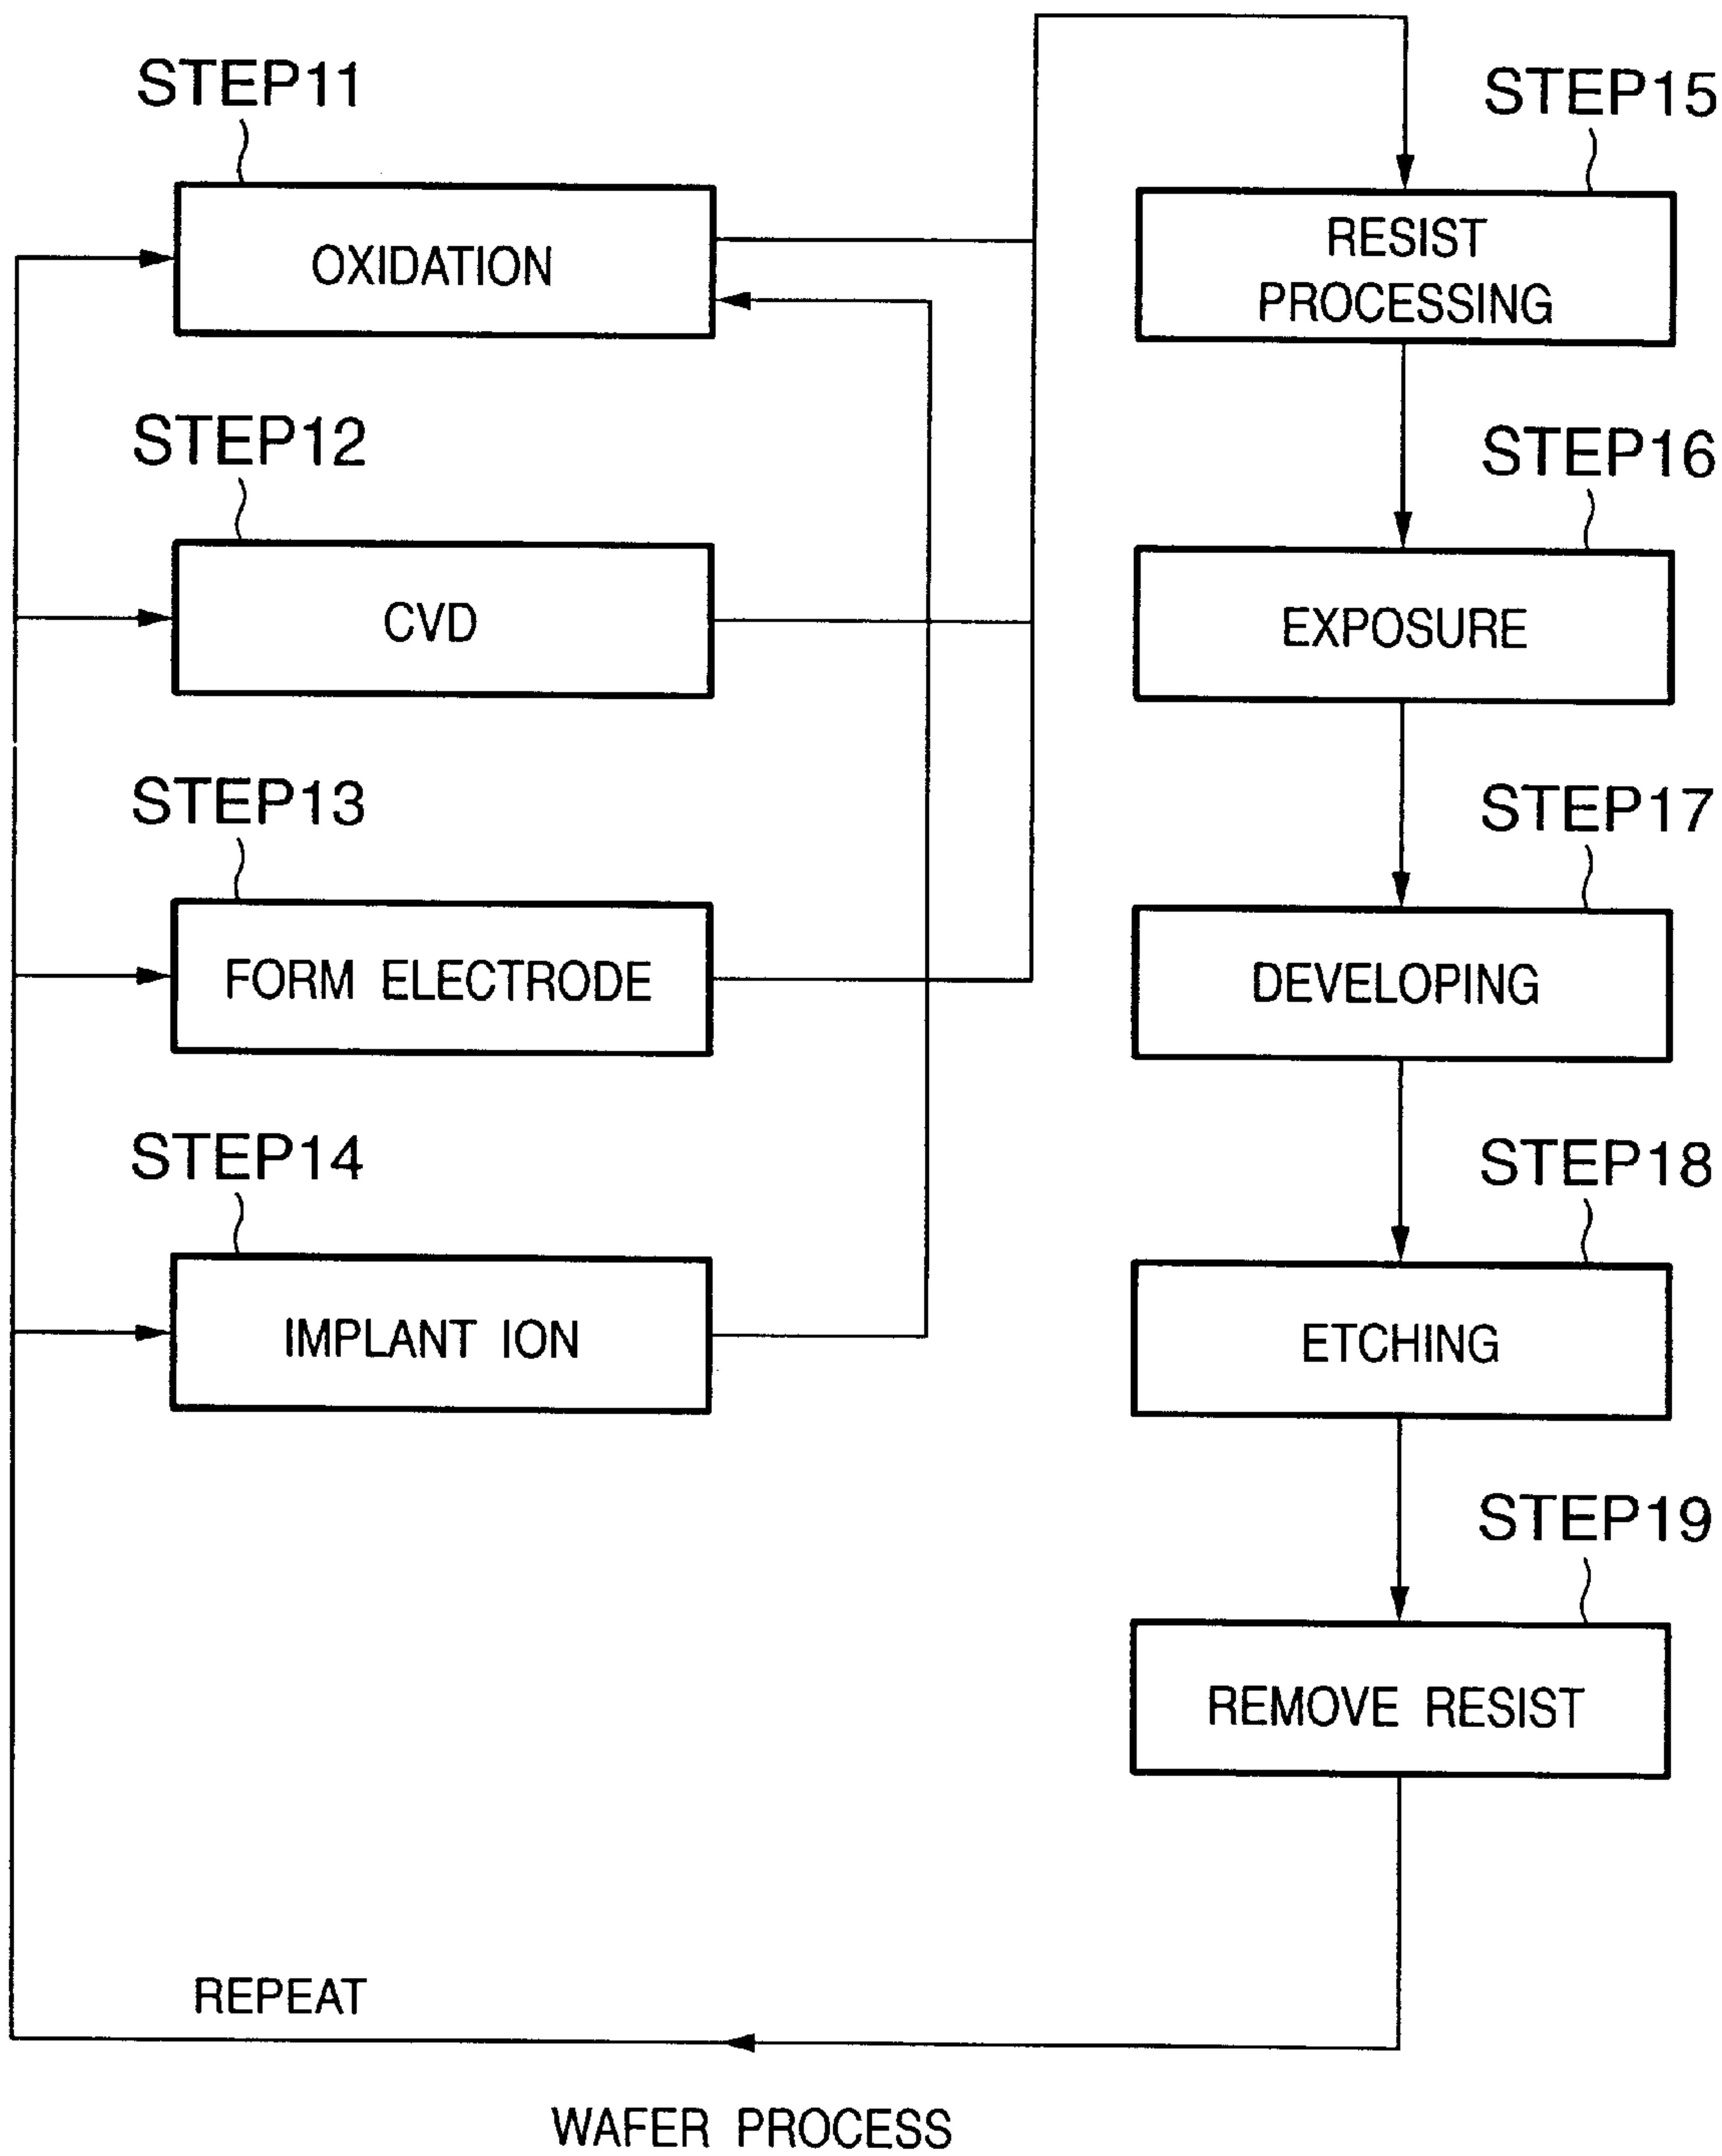 STEP11
OXIDATION
STEP12
CVD
STEP13
FORM ELECTRODE
STEP14
IMPLANT ION
STEP15
RESIST
PROCESSING
STEP16
EXPOSURE
STEP17
DEVELOPING
STEP18
ETCHING
STEP19
REMOVE RESIST
REPEAT
WAFER PROCESS